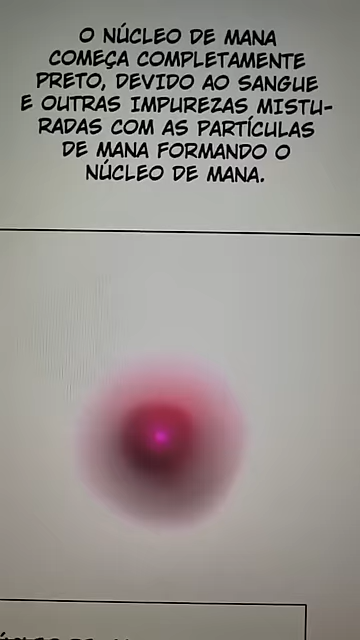 O NÚCLEO DE MANA
COMEÇA COMPLETAMENTE
PRETO, DEVIDO AO SANGUE
E OUTRAS IMPUREZAS MISTU-
RADAS COM AS PARTÍCULAS
DE MANA FORMANDO O
NÚCLEO DE MANA.